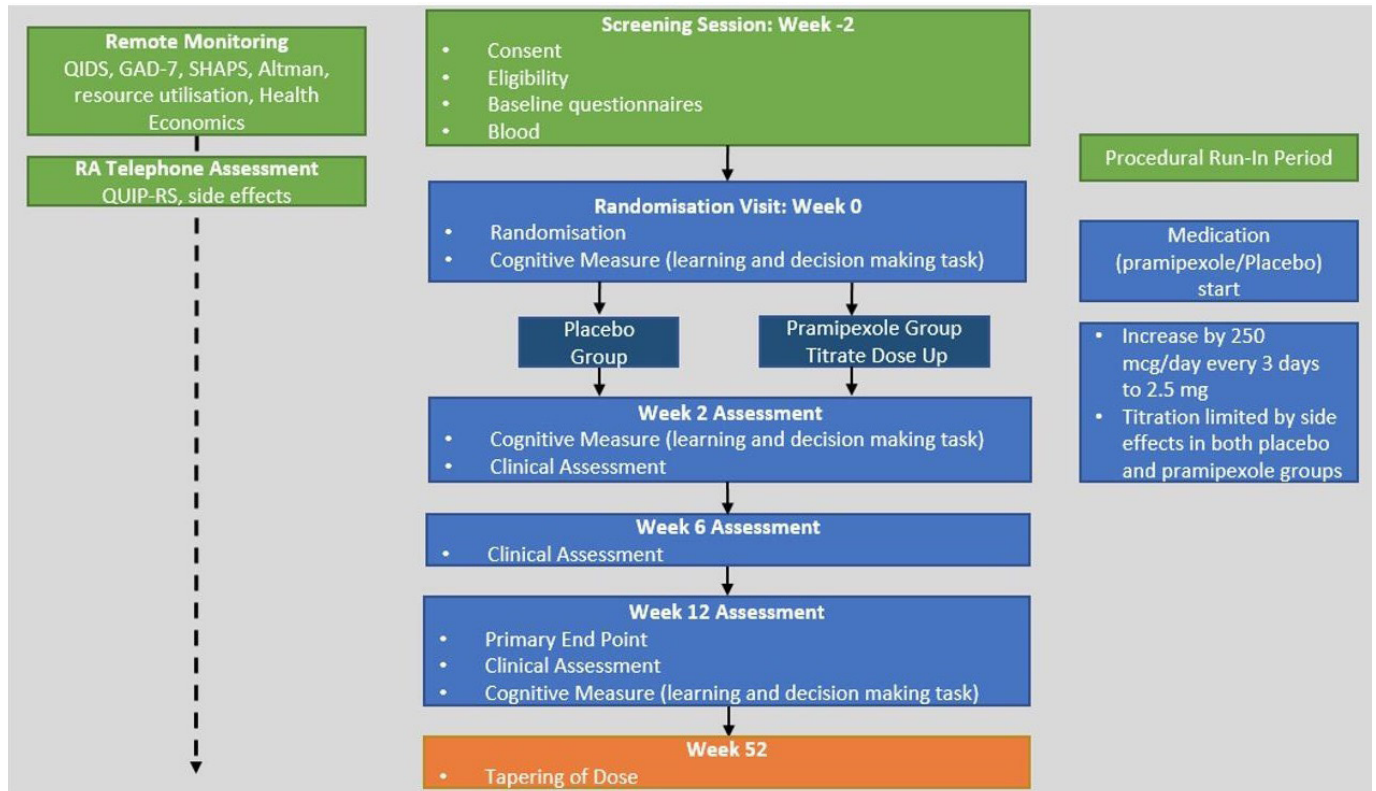 Remote Monitoring
QIDS, GAD-7, SHAPS, Altman,
resource utilisation, Health
Economics
RA Telephone Assessment
QUIP-RS, side effects
Screening Session: Week -2
• Consent
• Eligibility
• Baseline questionnaires
• Blood
Randomisation Visit: Week 0
• Randomisation
• Cognitive Measure (learning and decision making task)
Placebo
Group
Pramipexole Group
Titrate Dose Up
Week 2 Assessment
• Cognitive Measure (learning and decision making task)
• Clinical Assessment
Week 6 Assessment
• Clinical Assessment
Week 12 Assessment
• Primary End Point
• Clinical Assessment
• Cognitive Measure (learning and decision making task)
Week 52
• Tapering of Dose
Procedural Run-In Period
Medication
(pramipexole/Placebo)
start
• Increase by 250
mcg/day every 3 days
to 2.5 mg
• Titration limited by side
effects in both placebo
and pramipexole groups